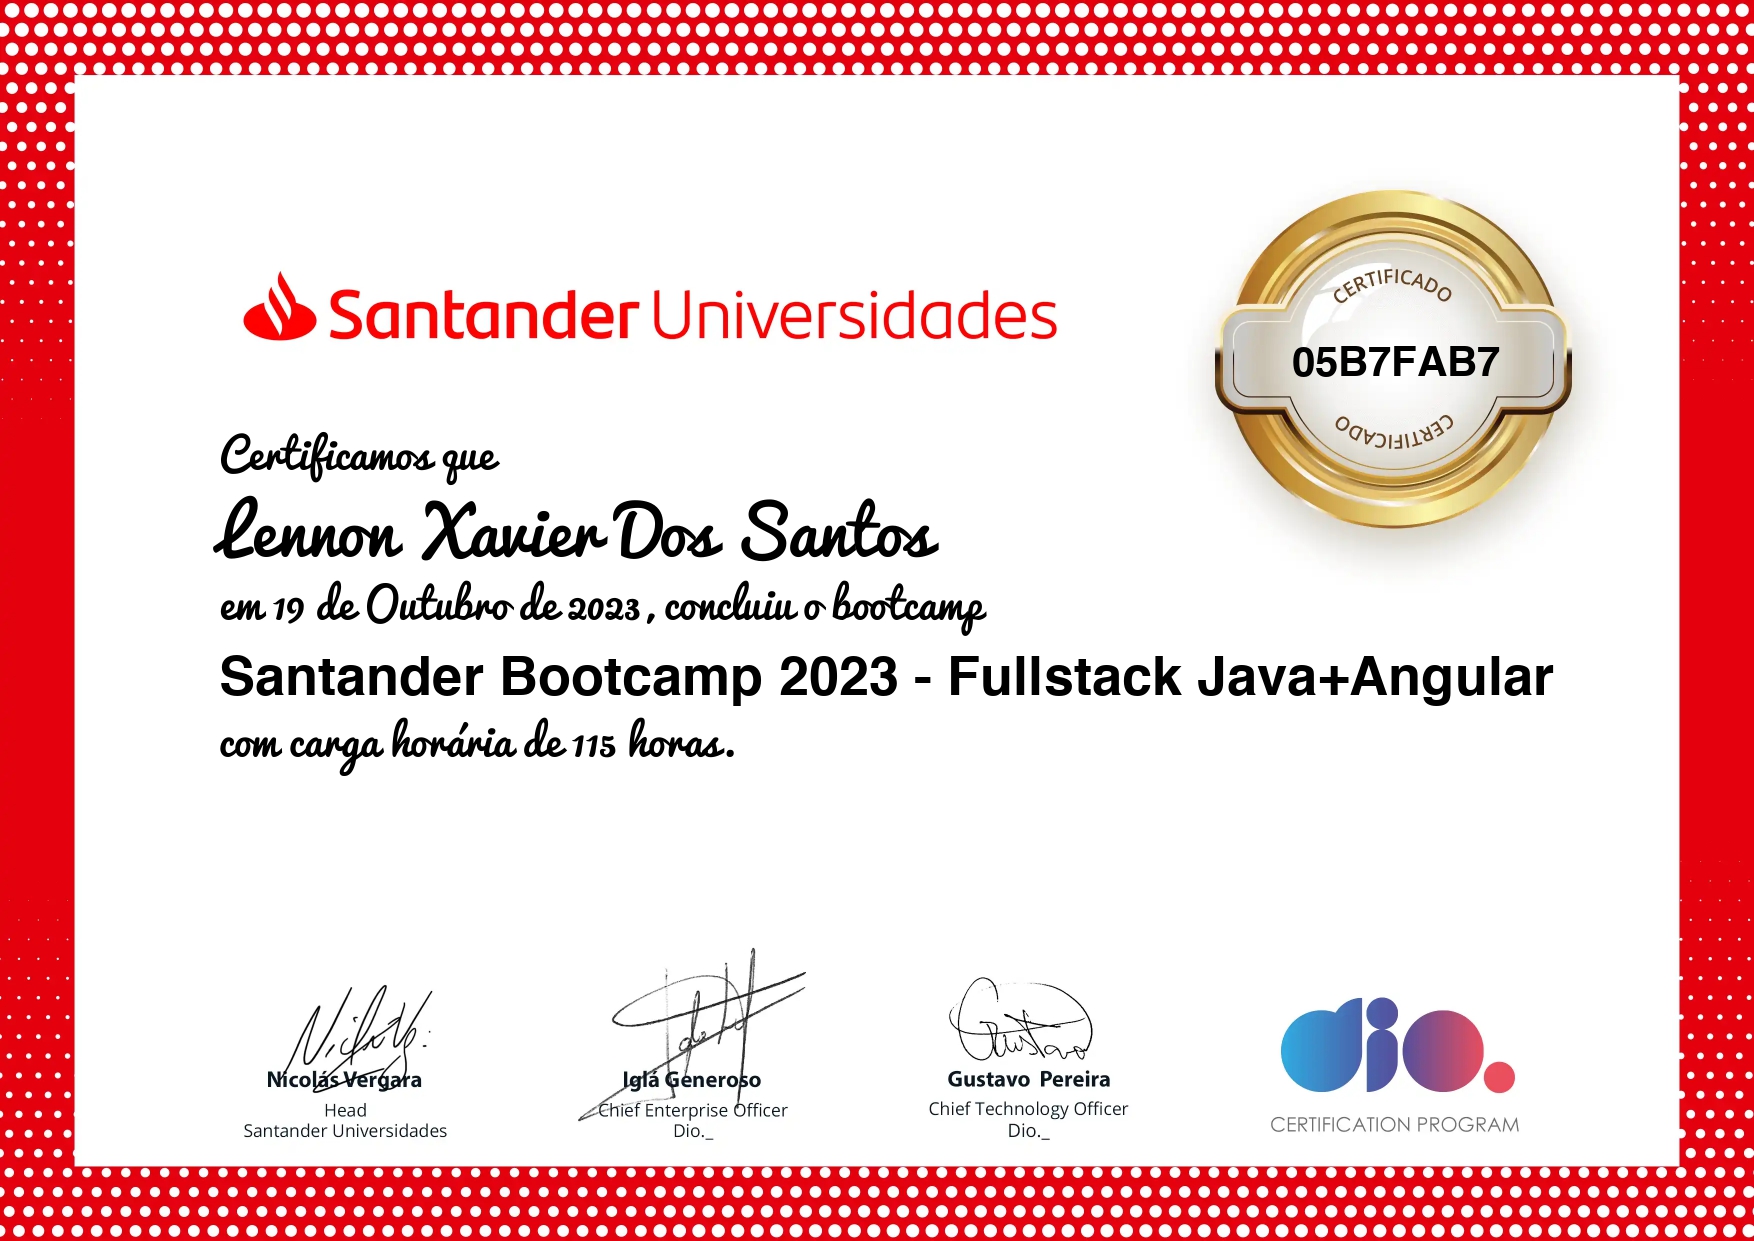 Santander Universidades
CERTIFICADO
05B7FAB7
CERTIFICADO
Certificamos que
Lennon Xavier Dos Santos
em 19 de Outubro de 2023, concluiu o bootcamp
Santander Bootcamp 2023 - Fullstack Java+Angular
com carga horária de 115 horas.
Nicolás Vergara
Head
Santander Universidades
Iglá Generoso
Chief Enterprise Officer
Dio._
Gustavo
Gustavo Pereira
Chief Technology Officer
Dio._
dio.
CERTIFICATION PROGRAM